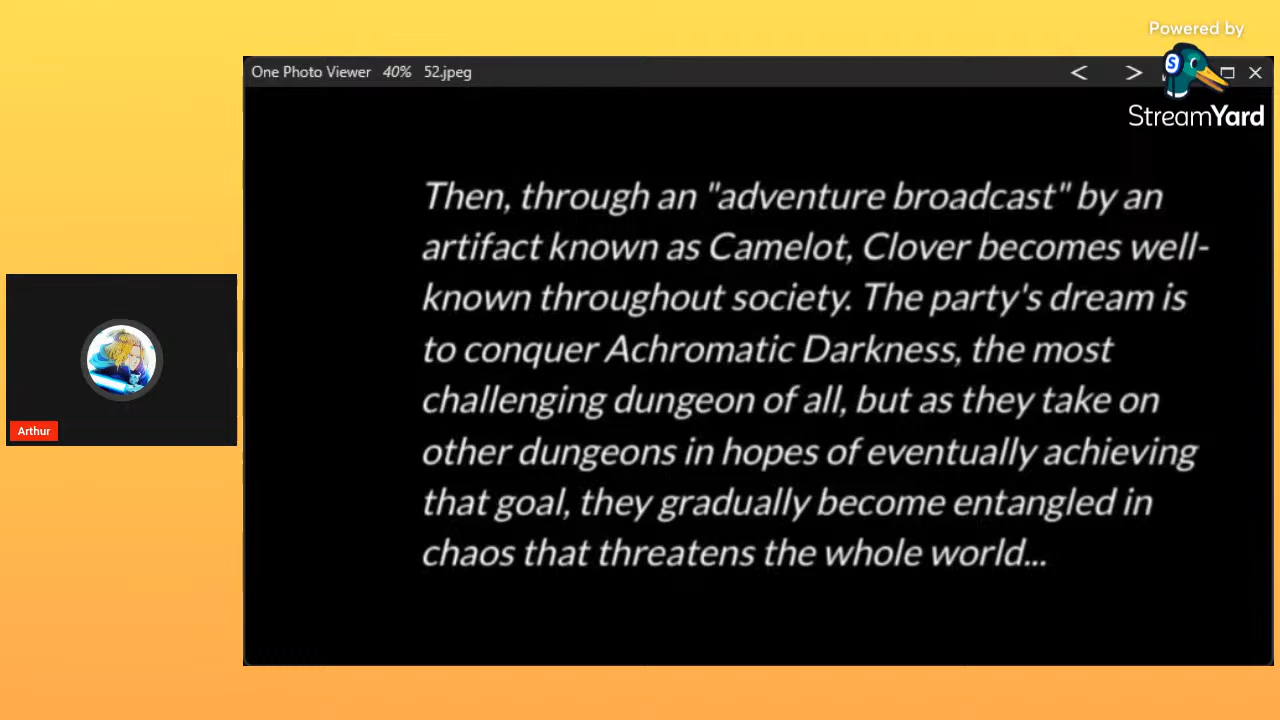 Powered by
One Photo Viewer 40% 52.jpeg
StreamYard
Then, through an "adventure broadcast" by an
artifact known as Camelot, Clover becomes well-
known throughout society. The party's dream is
to conquer Achromatic Darkness, the most
challenging dungeon of all, but as they take on
other dungeons in hopes of eventually achieving
that goal, they gradually become entangled in
chaos that threatens the whole world...
Arthur